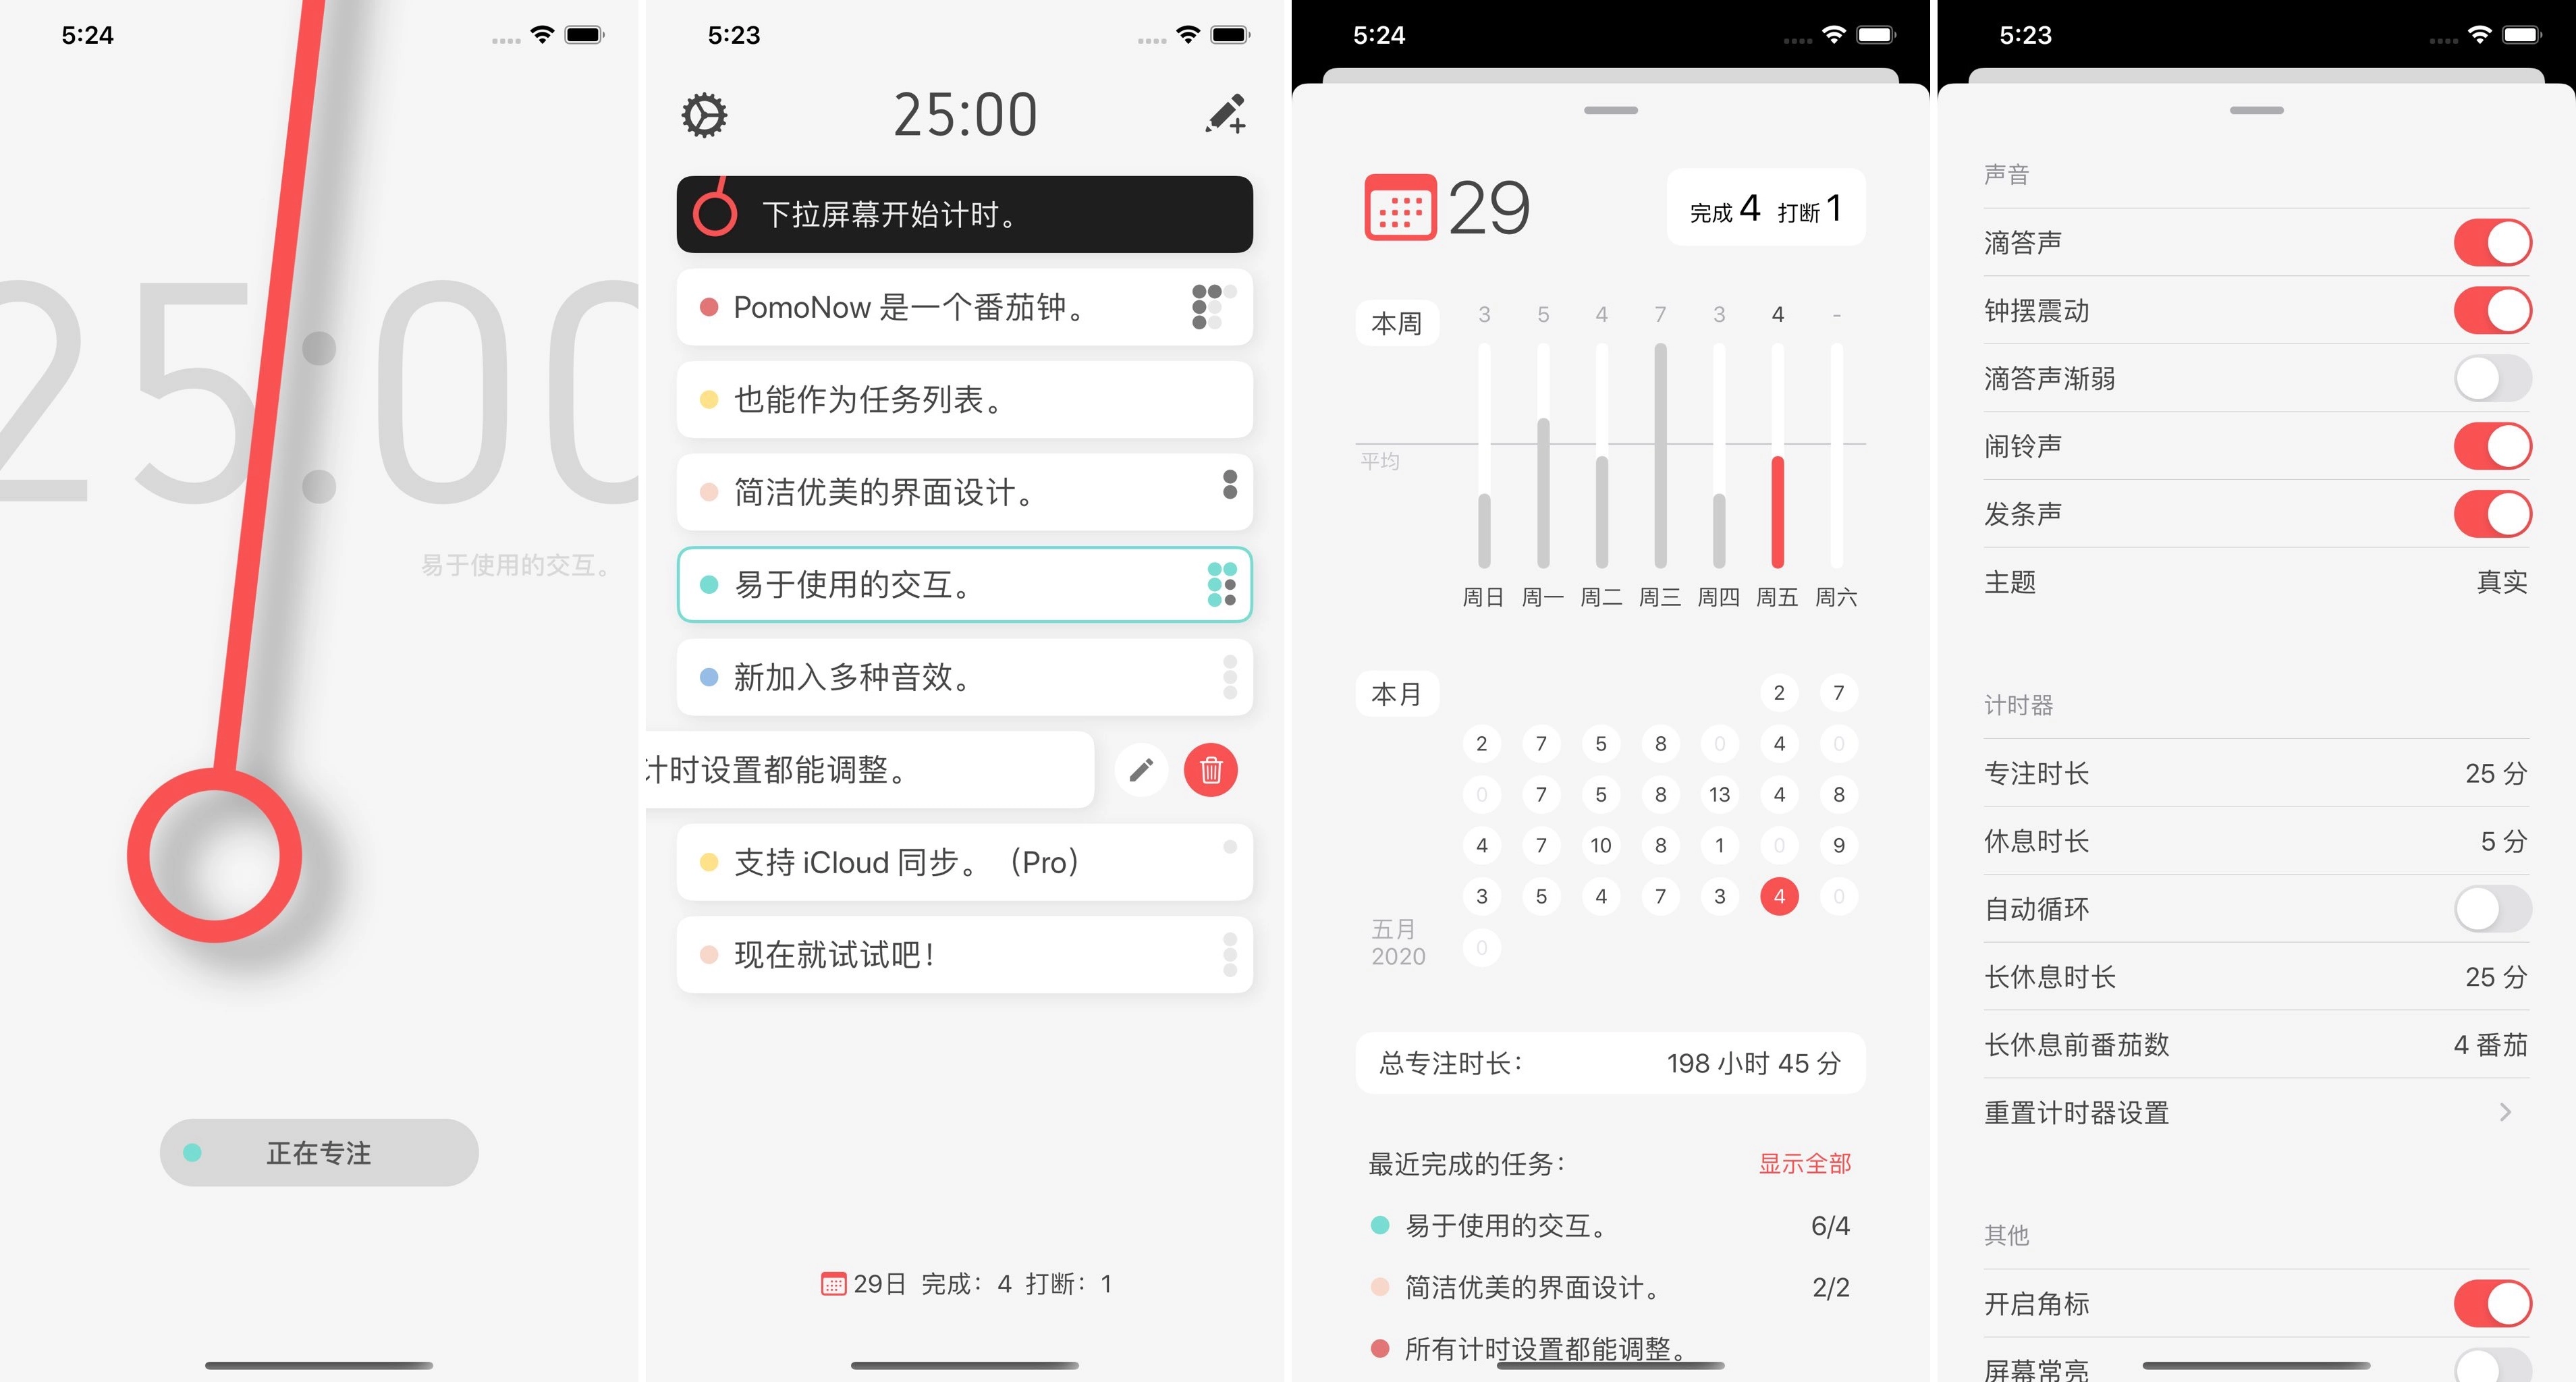 5:24
25:00
易于使用的交互。
正在专注
5:23
25:00
下拉屏幕开始计时。
PomoNow 是一个番茄钟。
也能作为任务列表。
简洁优美的界面设计。
易于使用的交互。
新加入多种音效。
计时设置都能调整。
支持 iCloud 同步。（Pro）
现在就试试吧！
29日 完成：4 打断：1
5:24
29
完成 4 打断 1
本周
3 5 4 7 3 4 -
平均
周日 周一 周二 周三 周四 周五 周六
本月
2 7
2 7 5 8 0 4 0
0 7 5 8 13 4 8
4 7 10 8 1 0 9
3 5 4 7 3 4 0
五月
2020
0
总专注时长： 198 小时 45 分
最近完成的任务： 显示全部
易于使用的交互。 6/4
简洁优美的界面设计。 2/2
所有计时设置都能调整。
5:23
声音
滴答声
钟摆震动
滴答声渐弱
闹铃声
发条声
主题 真实
计时器
专注时长 25 分
休息时长 5 分
自动循环
长休息时长 25 分
长休息前番茄数 4 番茄
重置计时器设置
其他
开启角标
屏幕常亮